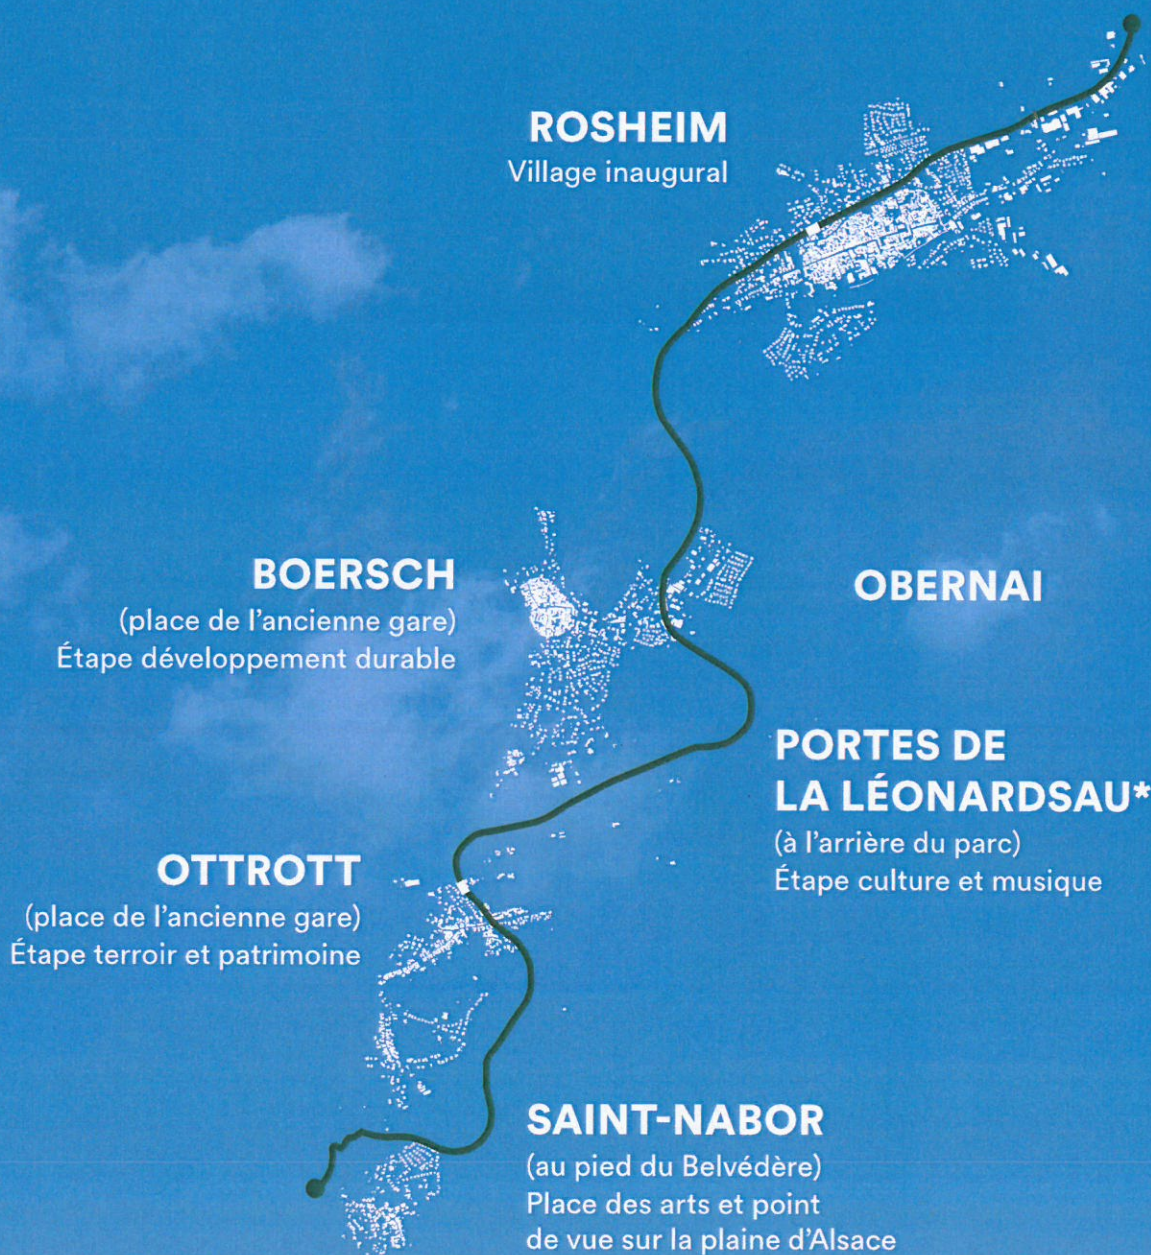 ROSHEIM
Village inaugural
BOERSCH
(place de l'ancienne gare)
Étape développement durable
OBERNAI
PORTES DE
LA LÉONARDSAU*
(à l'arrière du parc)
Étape culture et musique
OTTROTT
(place de l'ancienne gare)
Étape terroir et patrimoine
SAINT-NABOR
(au pied du Belvédère)
Place des arts et point
de vue sur la plaine d'Alsace